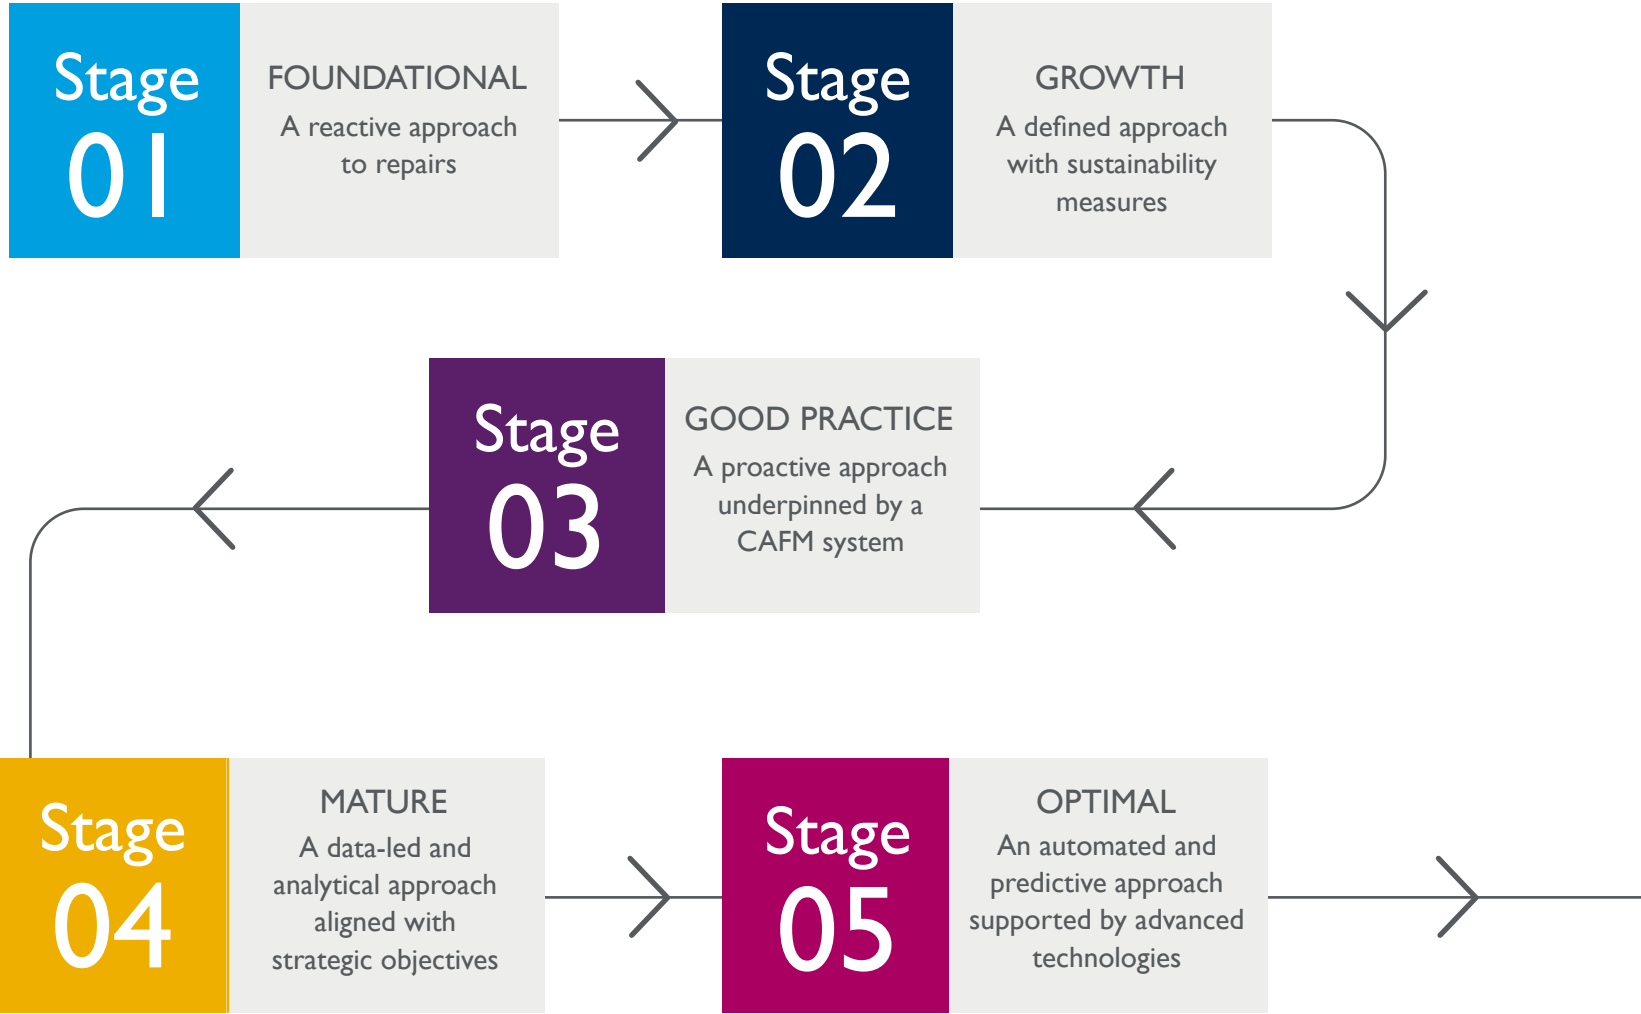 Stage
01
FOUNDATIONAL
A reactive approach
to repairs
Stage
02
GROWTH
A defined approach
with sustainability
measures
Stage
03
GOOD PRACTICE
A proactive approach
underpinned by a
CAFM system
Stage
04
MATURE
A data-led and
analytical approach
aligned with
strategic objectives
Stage
05
OPTIMAL
An automated and
predictive approach
supported by advanced
technologies